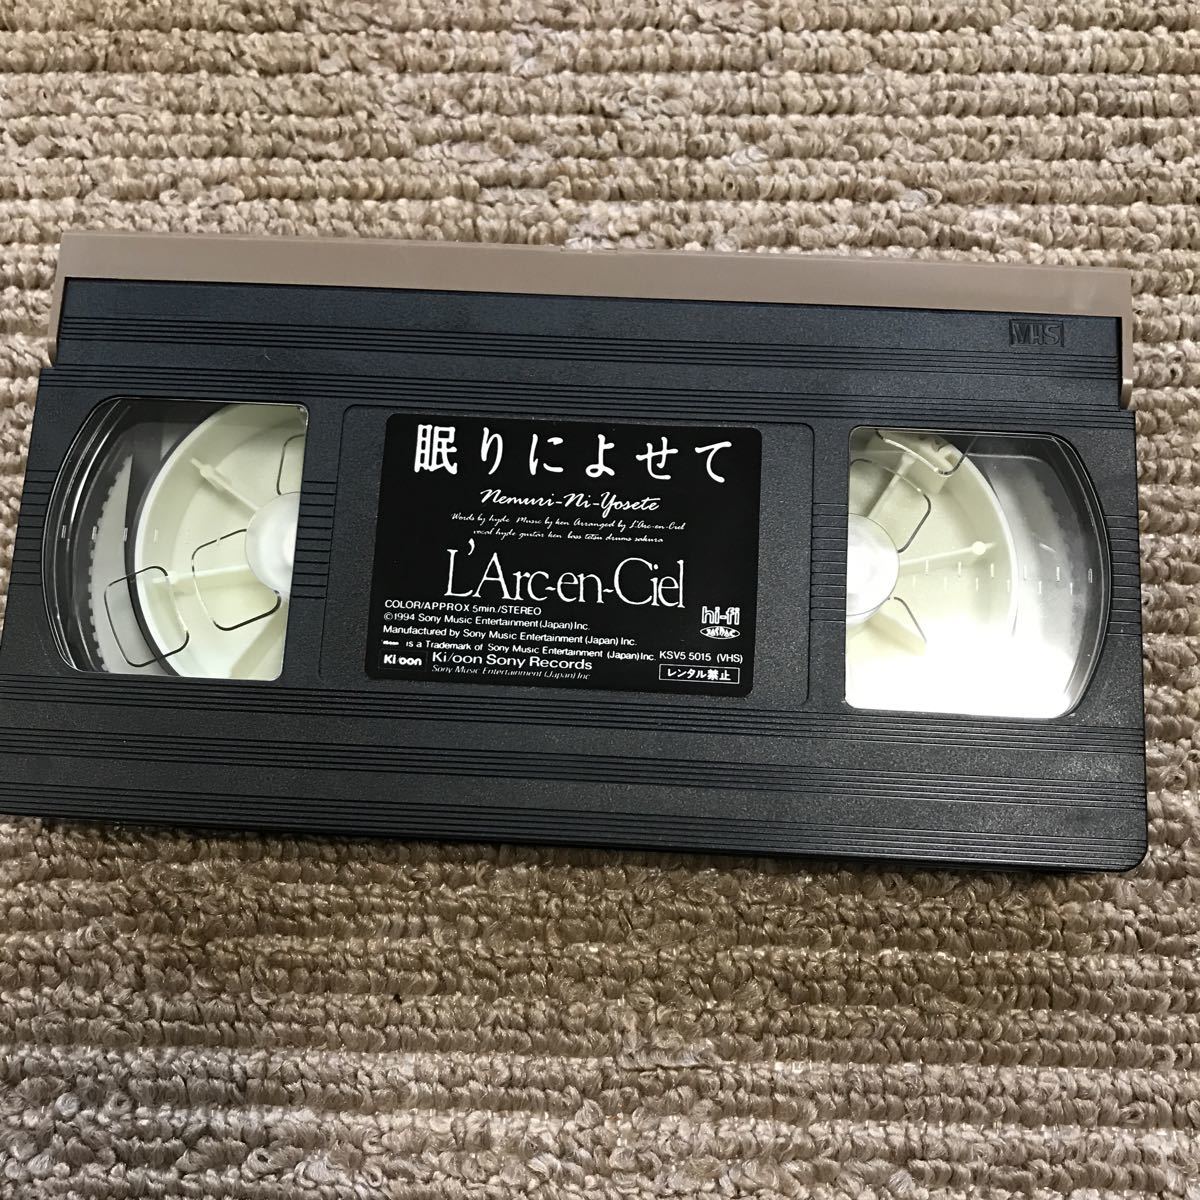 VHS
眠りによせて
Nemuri-Ni-Yosete
Words by hyde Music by ken Arranged by L'Arc-en-Ciel
vocal hyde guitar ken bass tetsu drums sakura
L'Arc-en-Ciel
COLOR/APPROX 5min./STEREO
©1994 Sony Music Entertainment (Japan) Inc.
Manufactured by Sony Music Entertainment (Japan) Inc.
is a Trademark of Sony Music Entertainment (Japan) Inc. KSV5 5015 (VHS)
hi-fi
Ki/oon
Ki/oon Sony Records
Sony Music Entertainment (Japan) Inc
レンタル禁止